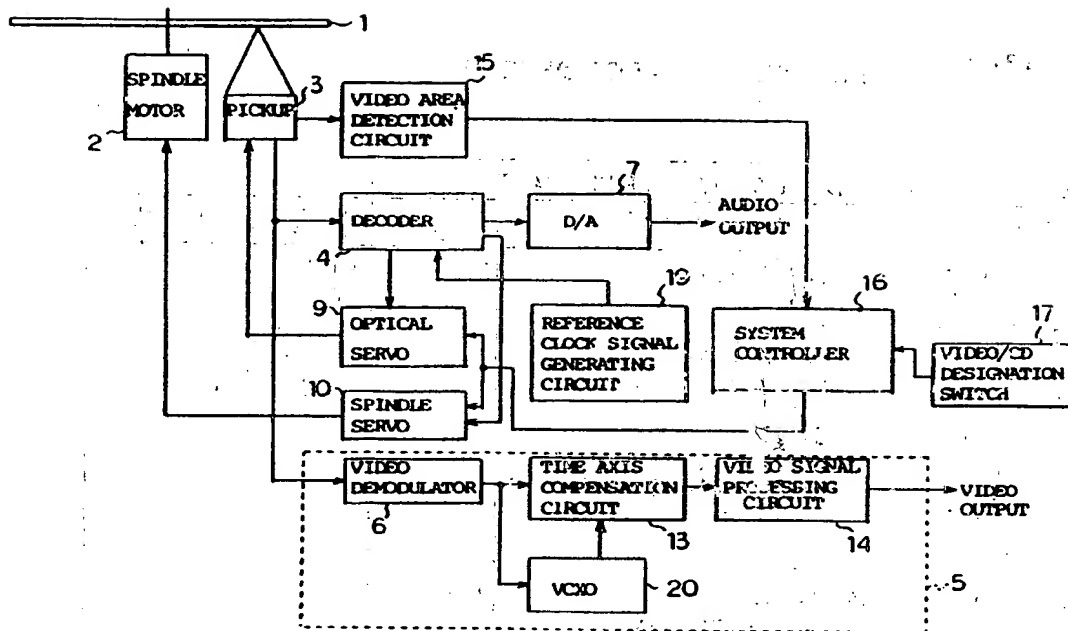 1
SPINDLE
MOTOR
2
PICKUP
3
15
VIDEO AREA
DETECTION
CIRCUIT
DECODER
4
7
D/A
AUDIO
OUTPUT
9
OPTICAL
SERVO
19
REFERENCE
CLOCK SIGNAL
GENERATING
CIRCUIT
16
SYSTEM
CONTROLLER
17
VIDEO/CD
DESIGNATION
SWITCH
10
SPINDLE
SERVO
VIDEO
DEMODULATOR
6
TIME AXIS
COMPENSATION
CIRCUIT
13
VIDEO SIGNAL
PROCESSING
CIRCUIT
14
VIDEO
OUTPUT
VCXO
20
5